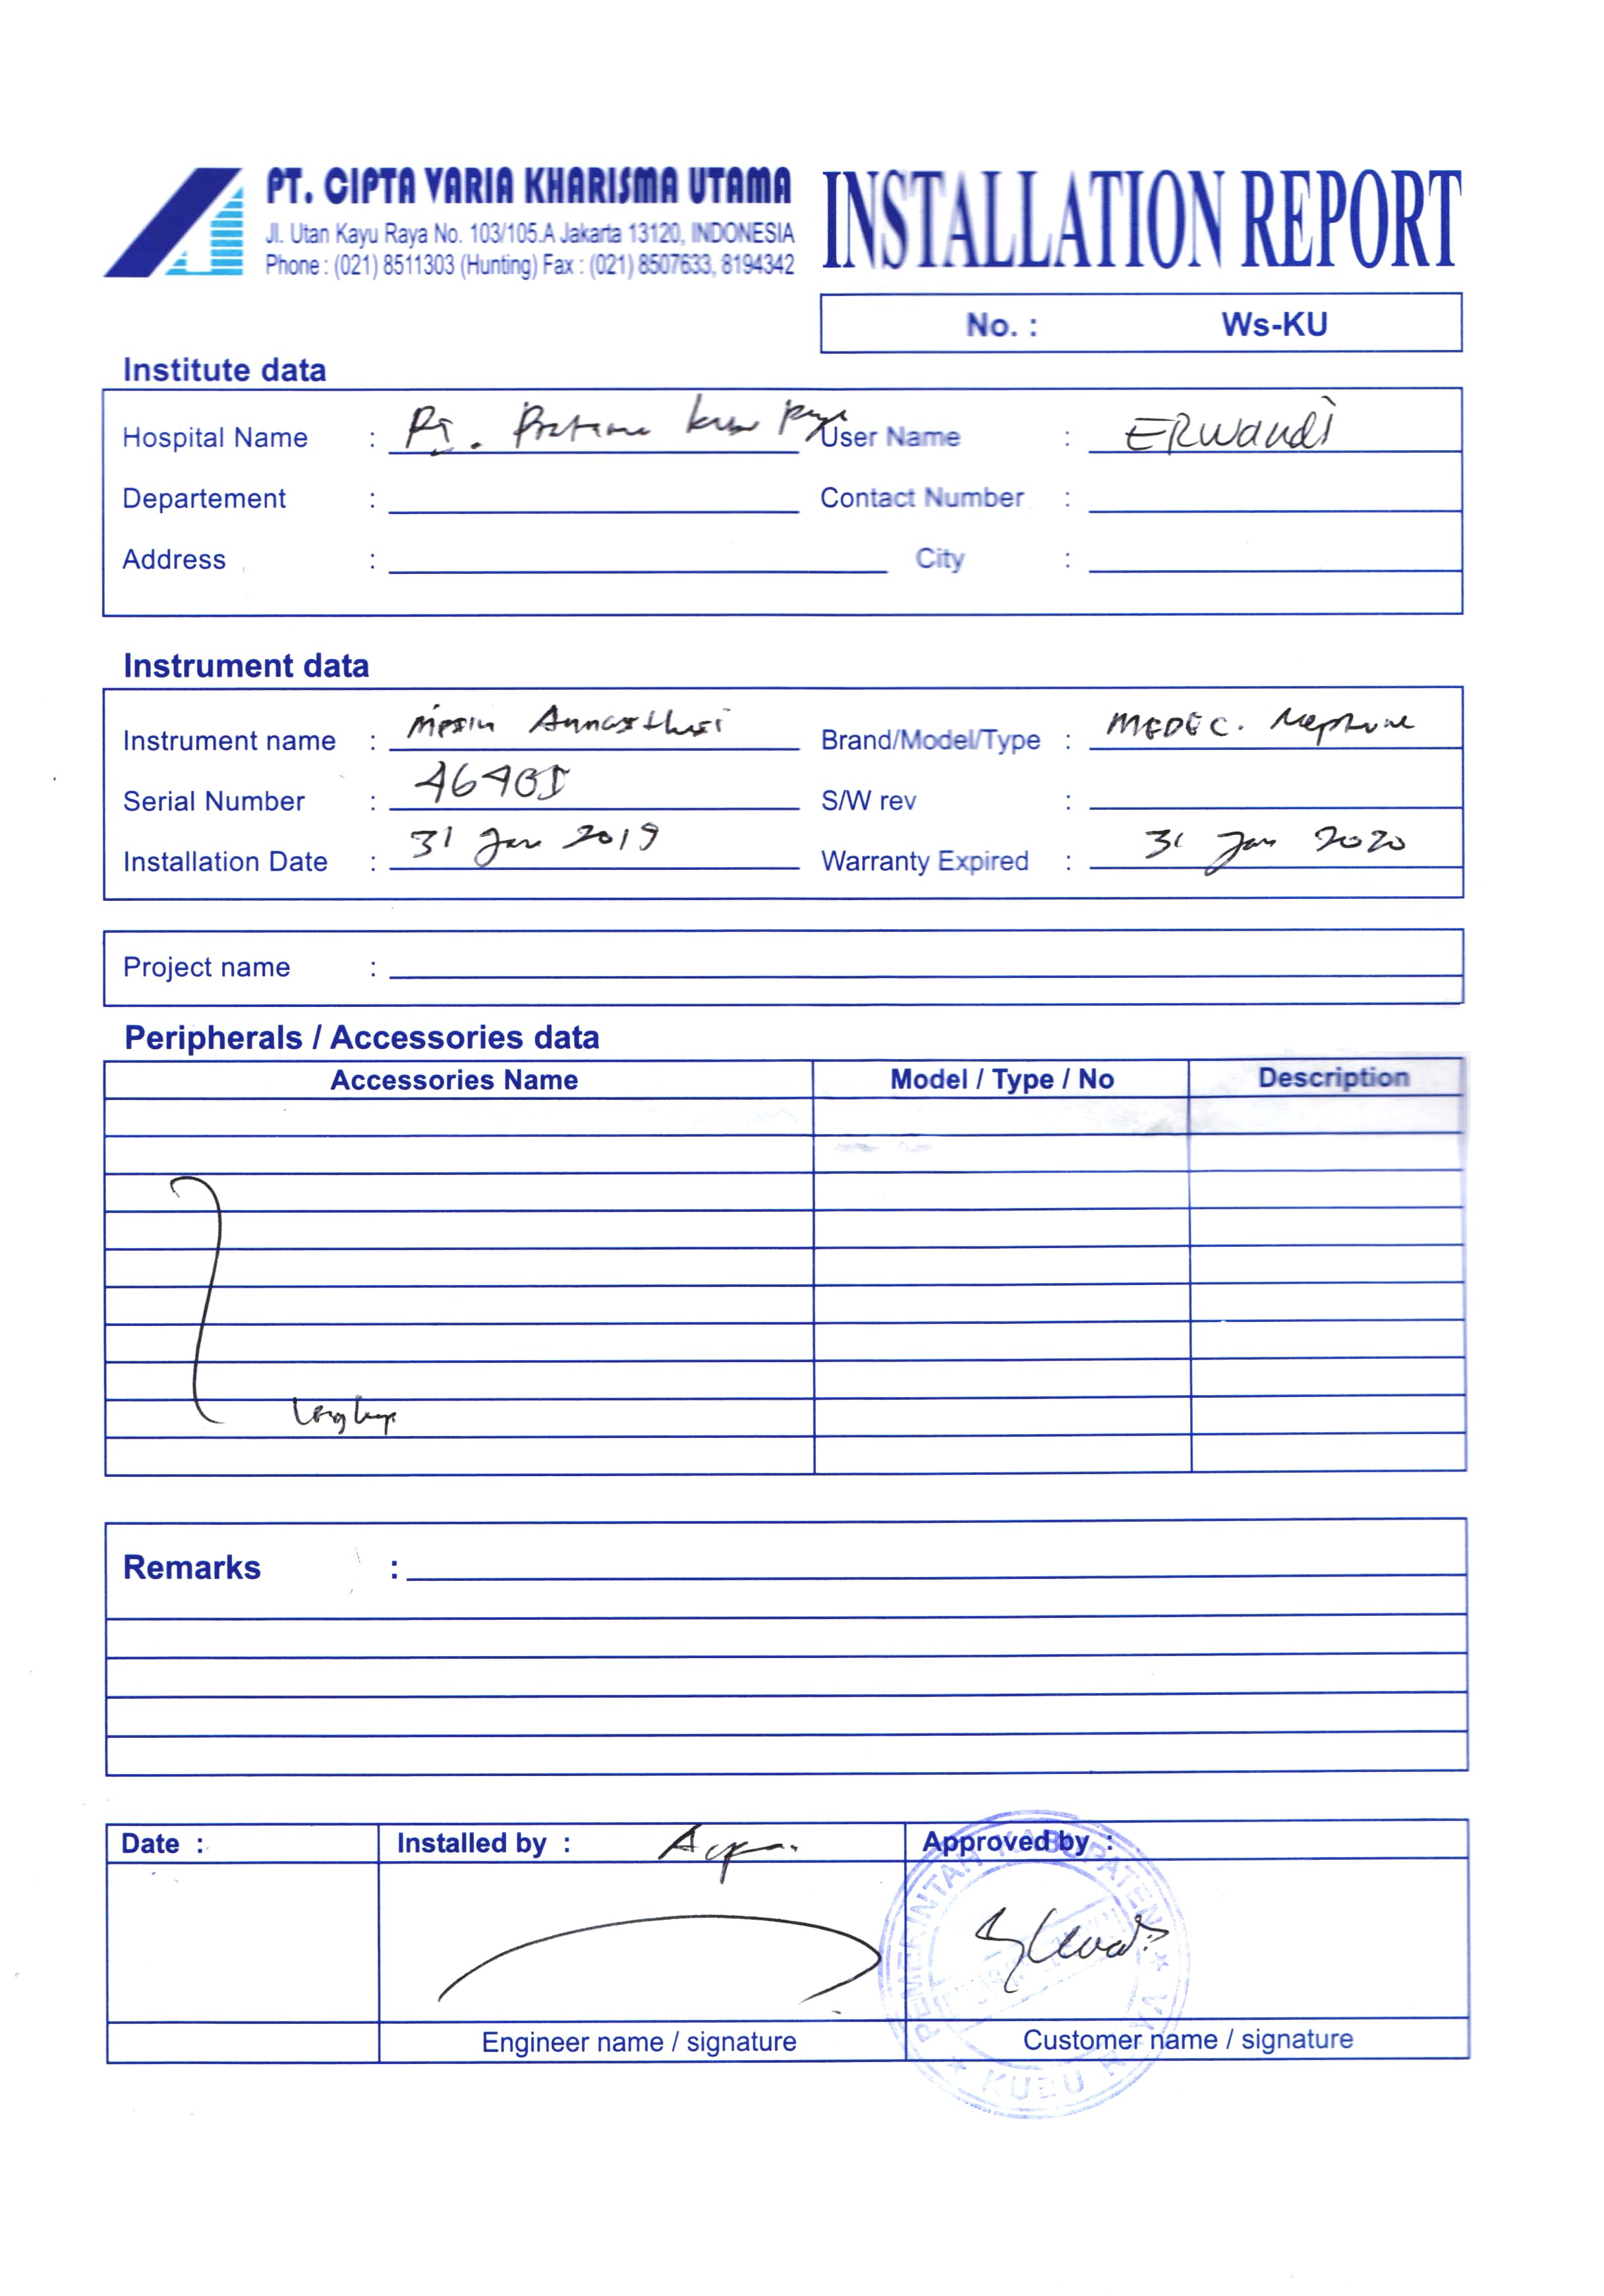 PT. CIPTA VARIA KHARISMA UTAMA
Jl. Utan Kayu Raya No. 103/105.A Jakarta 13120, INDONESIA
Phone : (021) 8511303 (Hunting) Fax : (021) 8507633, 8194342
INSTALLATION REPORT
No. : Ws-KU
Institute data
Hospital Name : RS. Pratama Kubu Raya User Name : ERWandi
Departement : Contact Number :
Address : City :
Instrument data
Instrument name : Mesin Annesthesi Brand/Model/Type : MEDEC. Neptune
Serial Number : S/W rev :
Installation Date : 31 Jan 2019 Warranty Expired : 31 Jan 2020
Project name :
Peripherals / Accessories data
Accessories Name Model / Type / No Description
Lengkap
Remarks :
Date : Installed by : Approved by :
PEMERINTAH KABUPATEN
KUBU RAYA
Engineer name / signature Customer name / signature